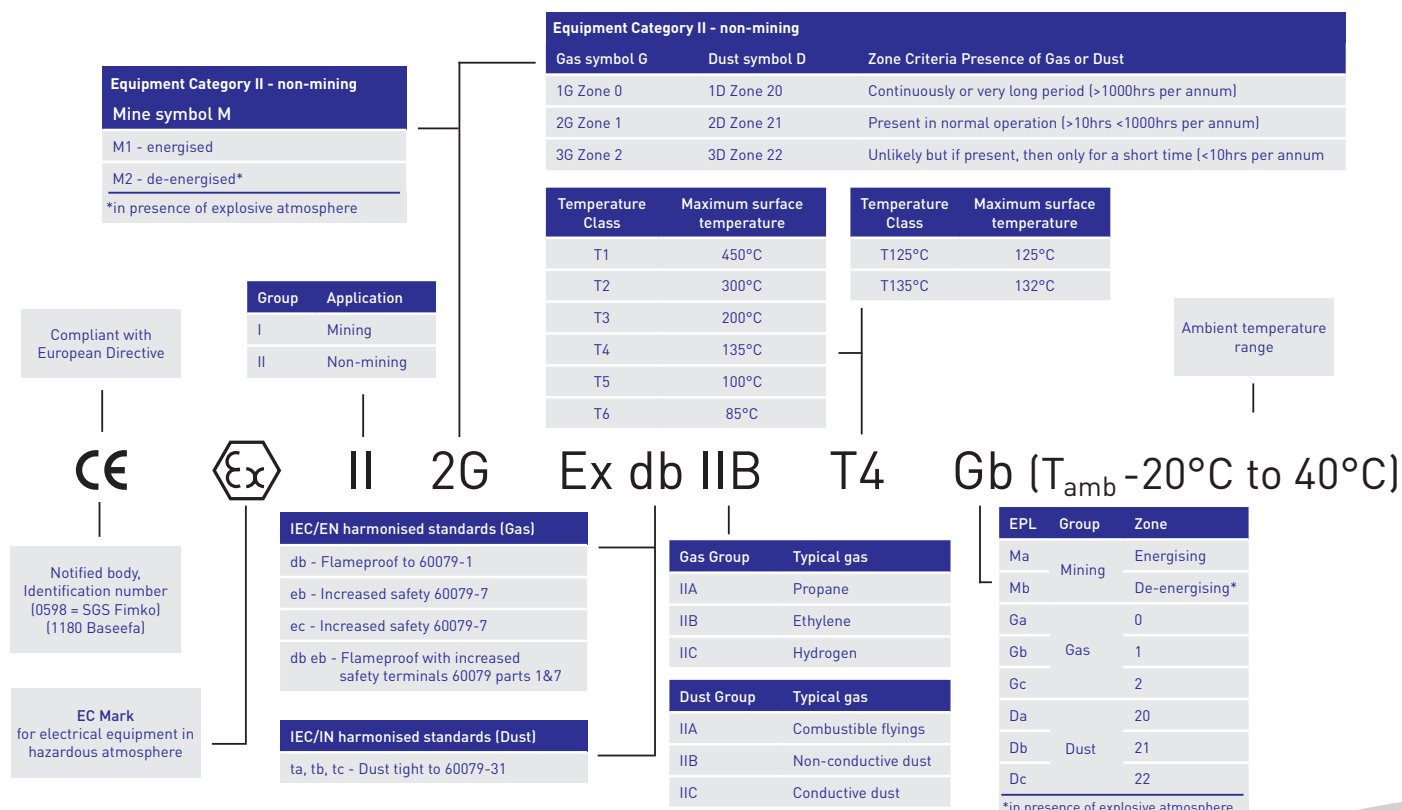 Equipment Category II - non-mining
Gas symbol G Dust symbol D Zone Criteria Presence of Gas or Dust
1G Zone 0 1D Zone 20 Continuously or very long period (>1000hrs per annum)
2G Zone 1 2D Zone 21 Present in normal operation (>10hrs <1000hrs per annum)
3G Zone 2 3D Zone 22 Unlikely but if present, then only for a short time (<10hrs per annum
Equipment Category II - non-mining
Mine symbol M
M1 - energised
M2 - de-energised*
*in presence of explosive atmosphere
Temperature Class Maximum surface temperature
T1 450°C
T2 300°C
T3 200°C
T4 135°C
T5 100°C
T6 85°C
Temperature Class Maximum surface temperature
T125°C 125°C
T135°C 132°C
Group Application
I Mining
II Non-mining
Compliant with
European Directive
Ambient temperature
range
CE Ex II 2G Ex db IIB T4 Gb (Tamb -20°C to 40°C)
Notified body,
Identification number
(0598 = SGS Fimko)
(1180 Baseefa)
EC Mark
for electrical equipment in
hazardous atmosphere
IEC/EN harmonised standards (Gas)
db - Flameproof to 60079-1
eb - Increased safety 60079-7
ec - Increased safety 60079-7
db eb - Flameproof with increased
safety terminals 60079 parts 1&7
IEC/IN harmonised standards (Dust)
ta, tb, tc - Dust tight to 60079-31
Gas Group Typical gas
IIA Propane
IIB Ethylene
IIC Hydrogen
Dust Group Typical gas
IIA Combustible flyings
IIB Non-conductive dust
IIC Conductive dust
EPL Group Zone
Ma Mining Energising
Mb De-energising*
Ga 0
Gb Gas 1
Gc 2
Da 20
Db Dust 21
Dc 22
*in presence of explosive atmosphere